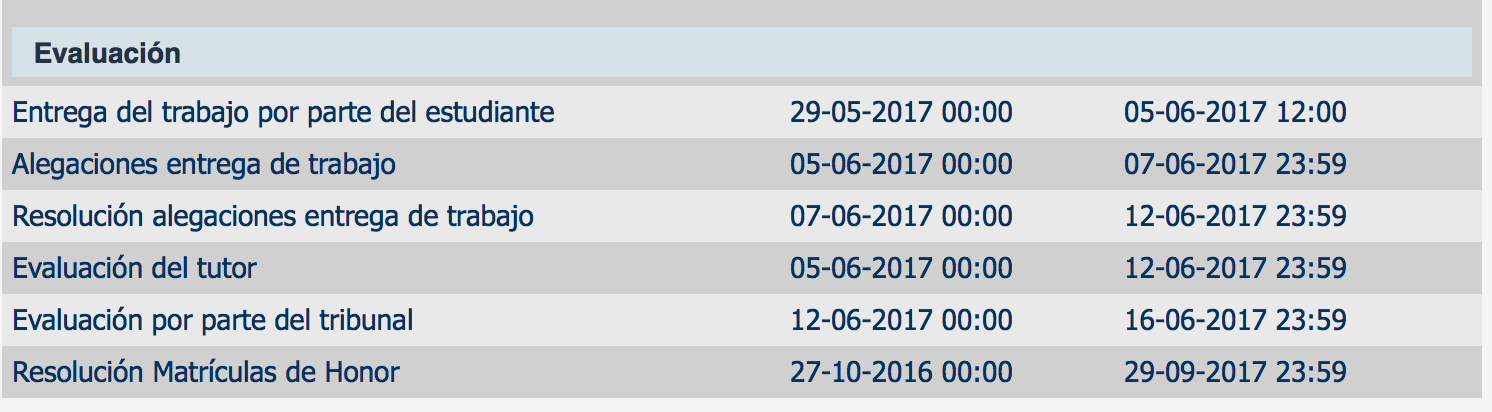 Evaluación
Entrega del trabajo por parte del estudiante 29-05-2017 00:00 05-06-2017 12:00
Alegaciones entrega de trabajo 05-06-2017 00:00 07-06-2017 23:59
Resolución alegaciones entrega de trabajo 07-06-2017 00:00 12-06-2017 23:59
Evaluación del tutor 05-06-2017 00:00 12-06-2017 23:59
Evaluación por parte del tribunal 12-06-2017 00:00 16-06-2017 23:59
Resolución Matrículas de Honor 27-10-2016 00:00 29-09-2017 23:59